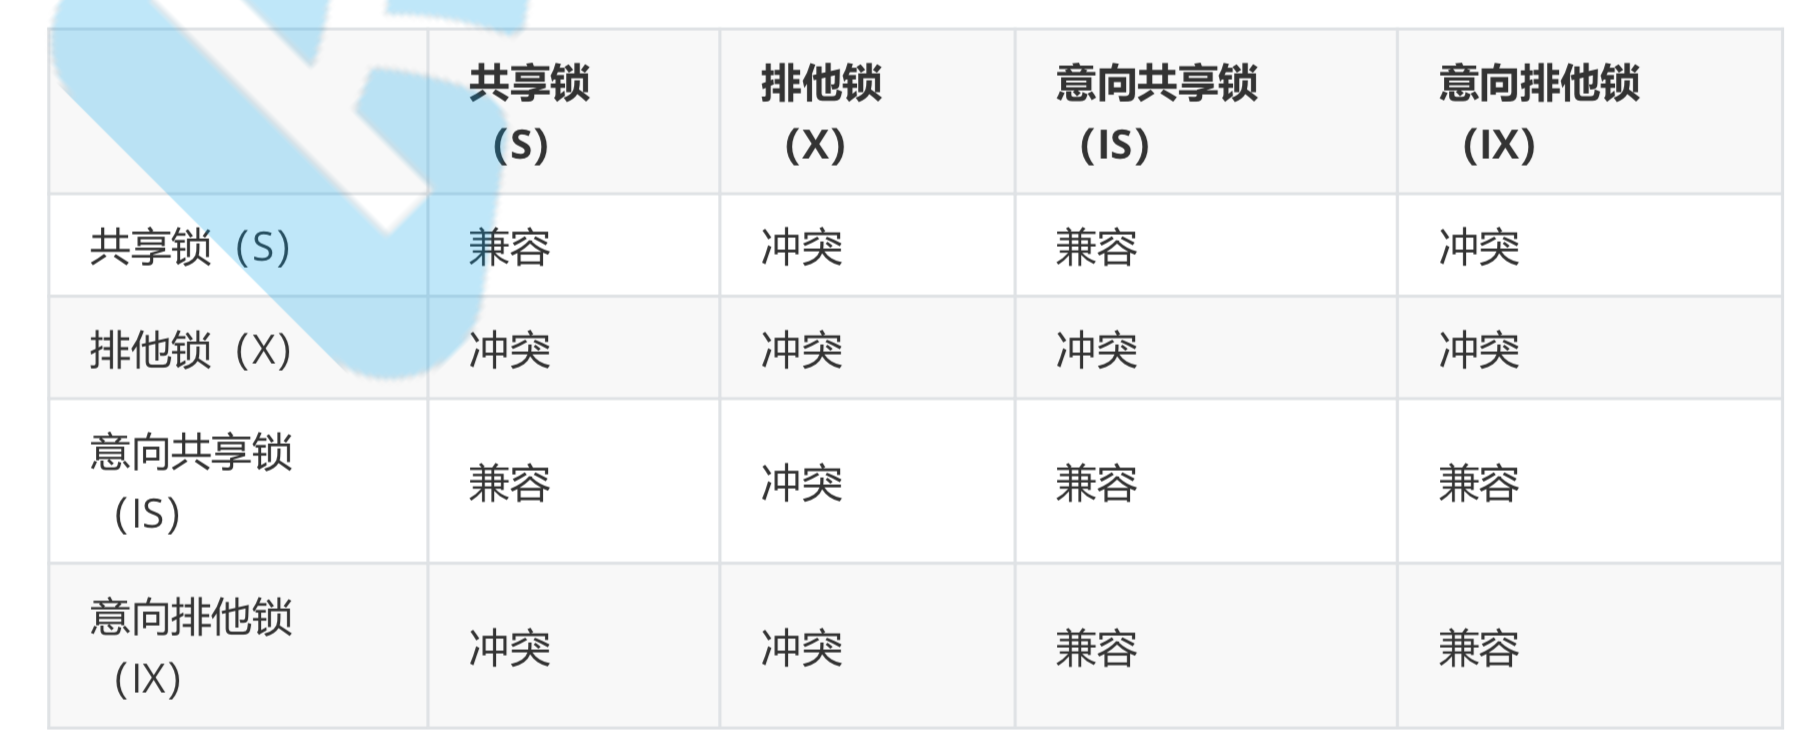 共享锁 排他锁 意向共享锁 意向排他锁
（S） （X） （IS） （IX）
共享锁（S） 兼容 冲突 兼容 冲突
排他锁（X） 冲突 冲突 冲突 冲突
意向共享锁
（IS） 兼容 冲突 兼容 兼容
意向排他锁
（IX） 冲突 冲突 兼容 兼容